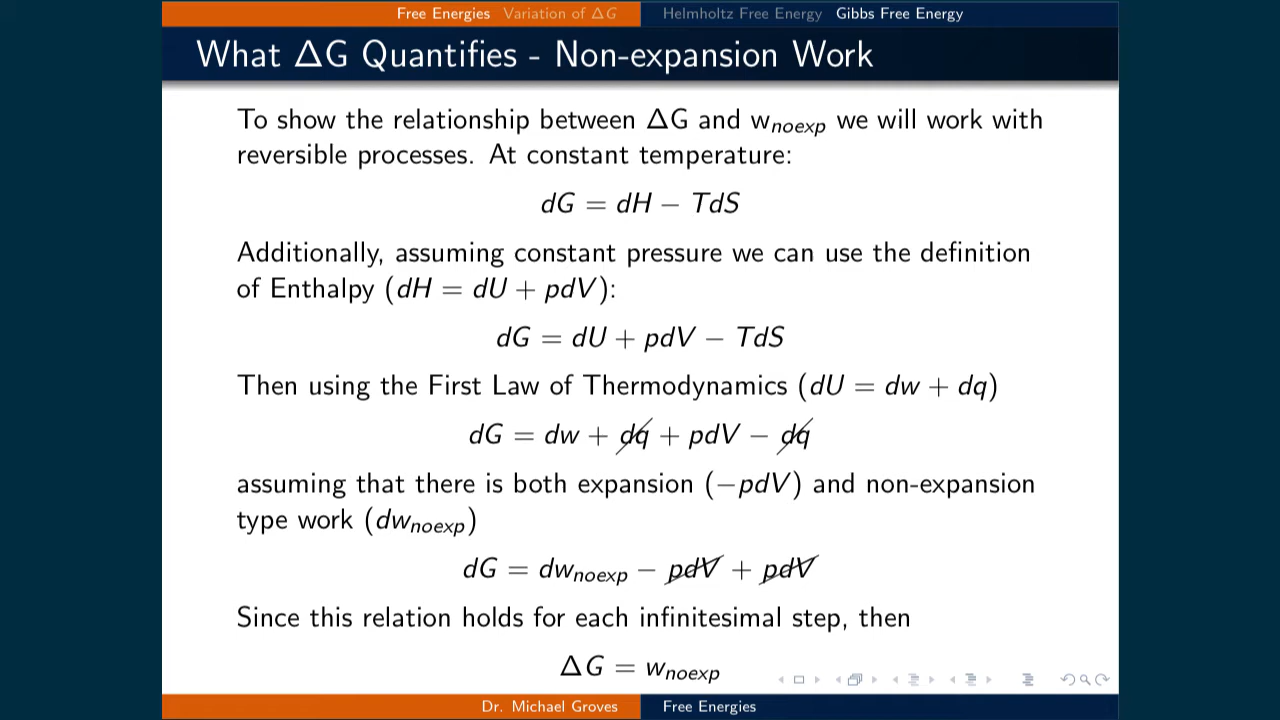 Free Energies Variation of ΔG Helmholtz Free Energy Gibbs Free Energy
What ΔG Quantifies - Non-expansion Work
To show the relationship between ΔG and w_noexp we will work with
reversible processes. At constant temperature:
dG = dH − TdS
Additionally, assuming constant pressure we can use the definition
of Enthalpy (dH = dU + pdV):
dG = dU + pdV − TdS
Then using the First Law of Thermodynamics (dU = dw + dq)
dG = dw + dq + pdV − dq
assuming that there is both expansion (−pdV) and non-expansion
type work (dw_noexp)
dG = dw_noexp − pdV + pdV
Since this relation holds for each infinitesimal step, then
ΔG = w_noexp
Dr. Michael Groves Free Energies